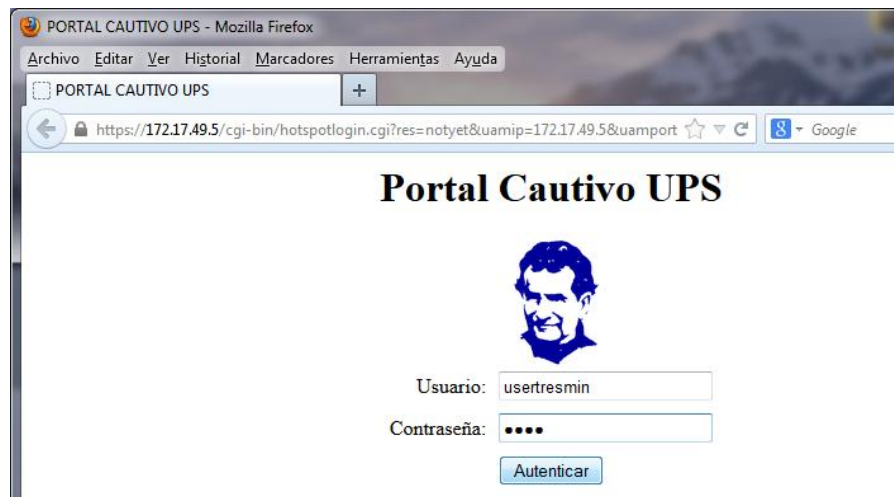 PORTAL CAUTIVO UPS - Mozilla Firefox
Archivo Editar Ver Historial Marcadores Herramientas Ayuda
PORTAL CAUTIVO UPS +
https://172.17.49.5/cgi-bin/hotspotlogin.cgi?res=notyet&uamip=172.17.49.5&uamport Google
Portal Cautivo UPS
Usuario: usertresmin
Contraseña: ••••
Autenticar